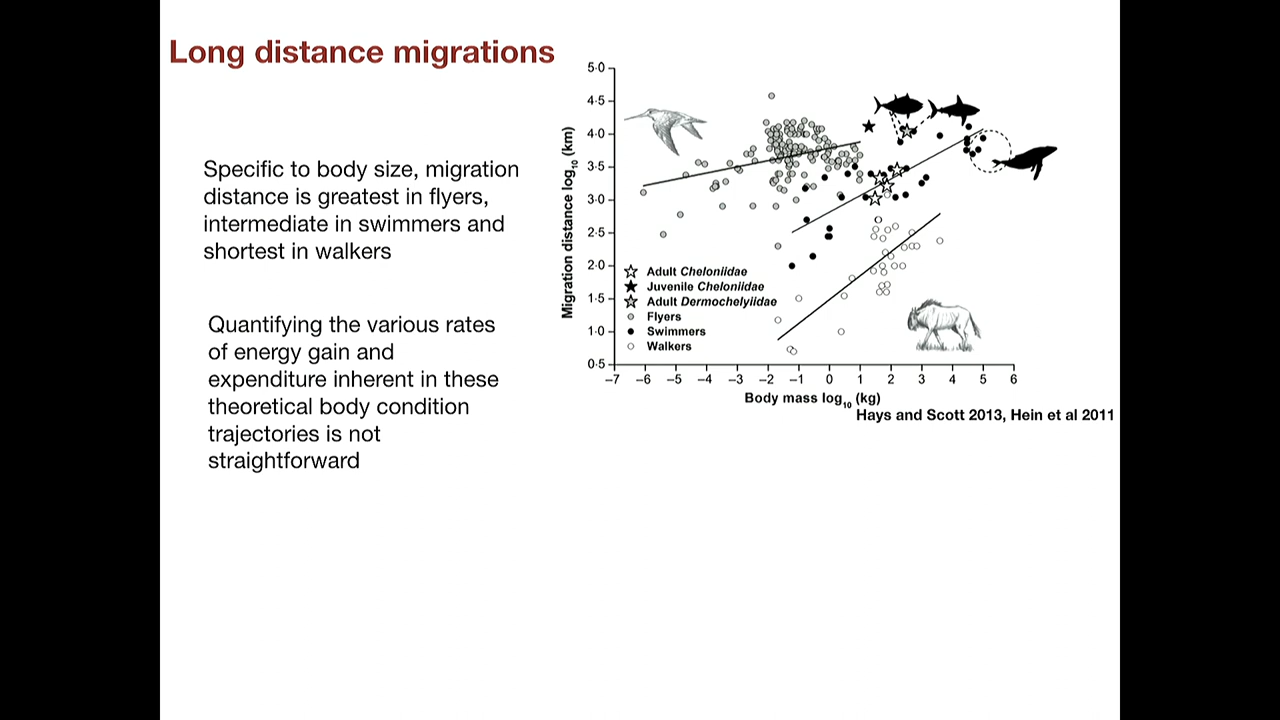 Long distance migrations
Specific to body size, migration
distance is greatest in flyers,
intermediate in swimmers and
shortest in walkers
Quantifying the various rates
of energy gain and
expenditure inherent in these
theoretical body condition
trajectories is not
straightforward
Migration distance log10 (km)
5·0
4·5
4·0
3·5
3·0
2·5
2·0
1·5
1·0
0·5
Adult Cheloniidae
Juvenile Cheloniidae
Adult Dermochelyiidae
Flyers
Swimmers
Walkers
–7 –6 –5 –4 –3 –2 –1 0 1 2 3 4 5 6
Body mass log10 (kg)
Hays and Scott 2013, Hein et al 2011